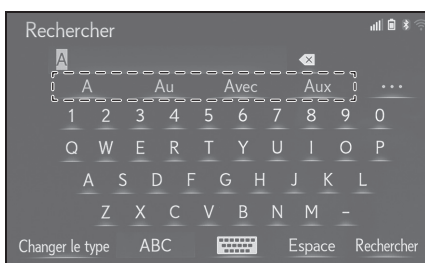 Rechercher
A
A Au Avec Aux ...
1 2 3 4 5 6 7 8 9 0
Q W E R T Y U I O P
A S D F G H J K L
Z X C V B N M -
Changer le type ABC Espace Rechercher